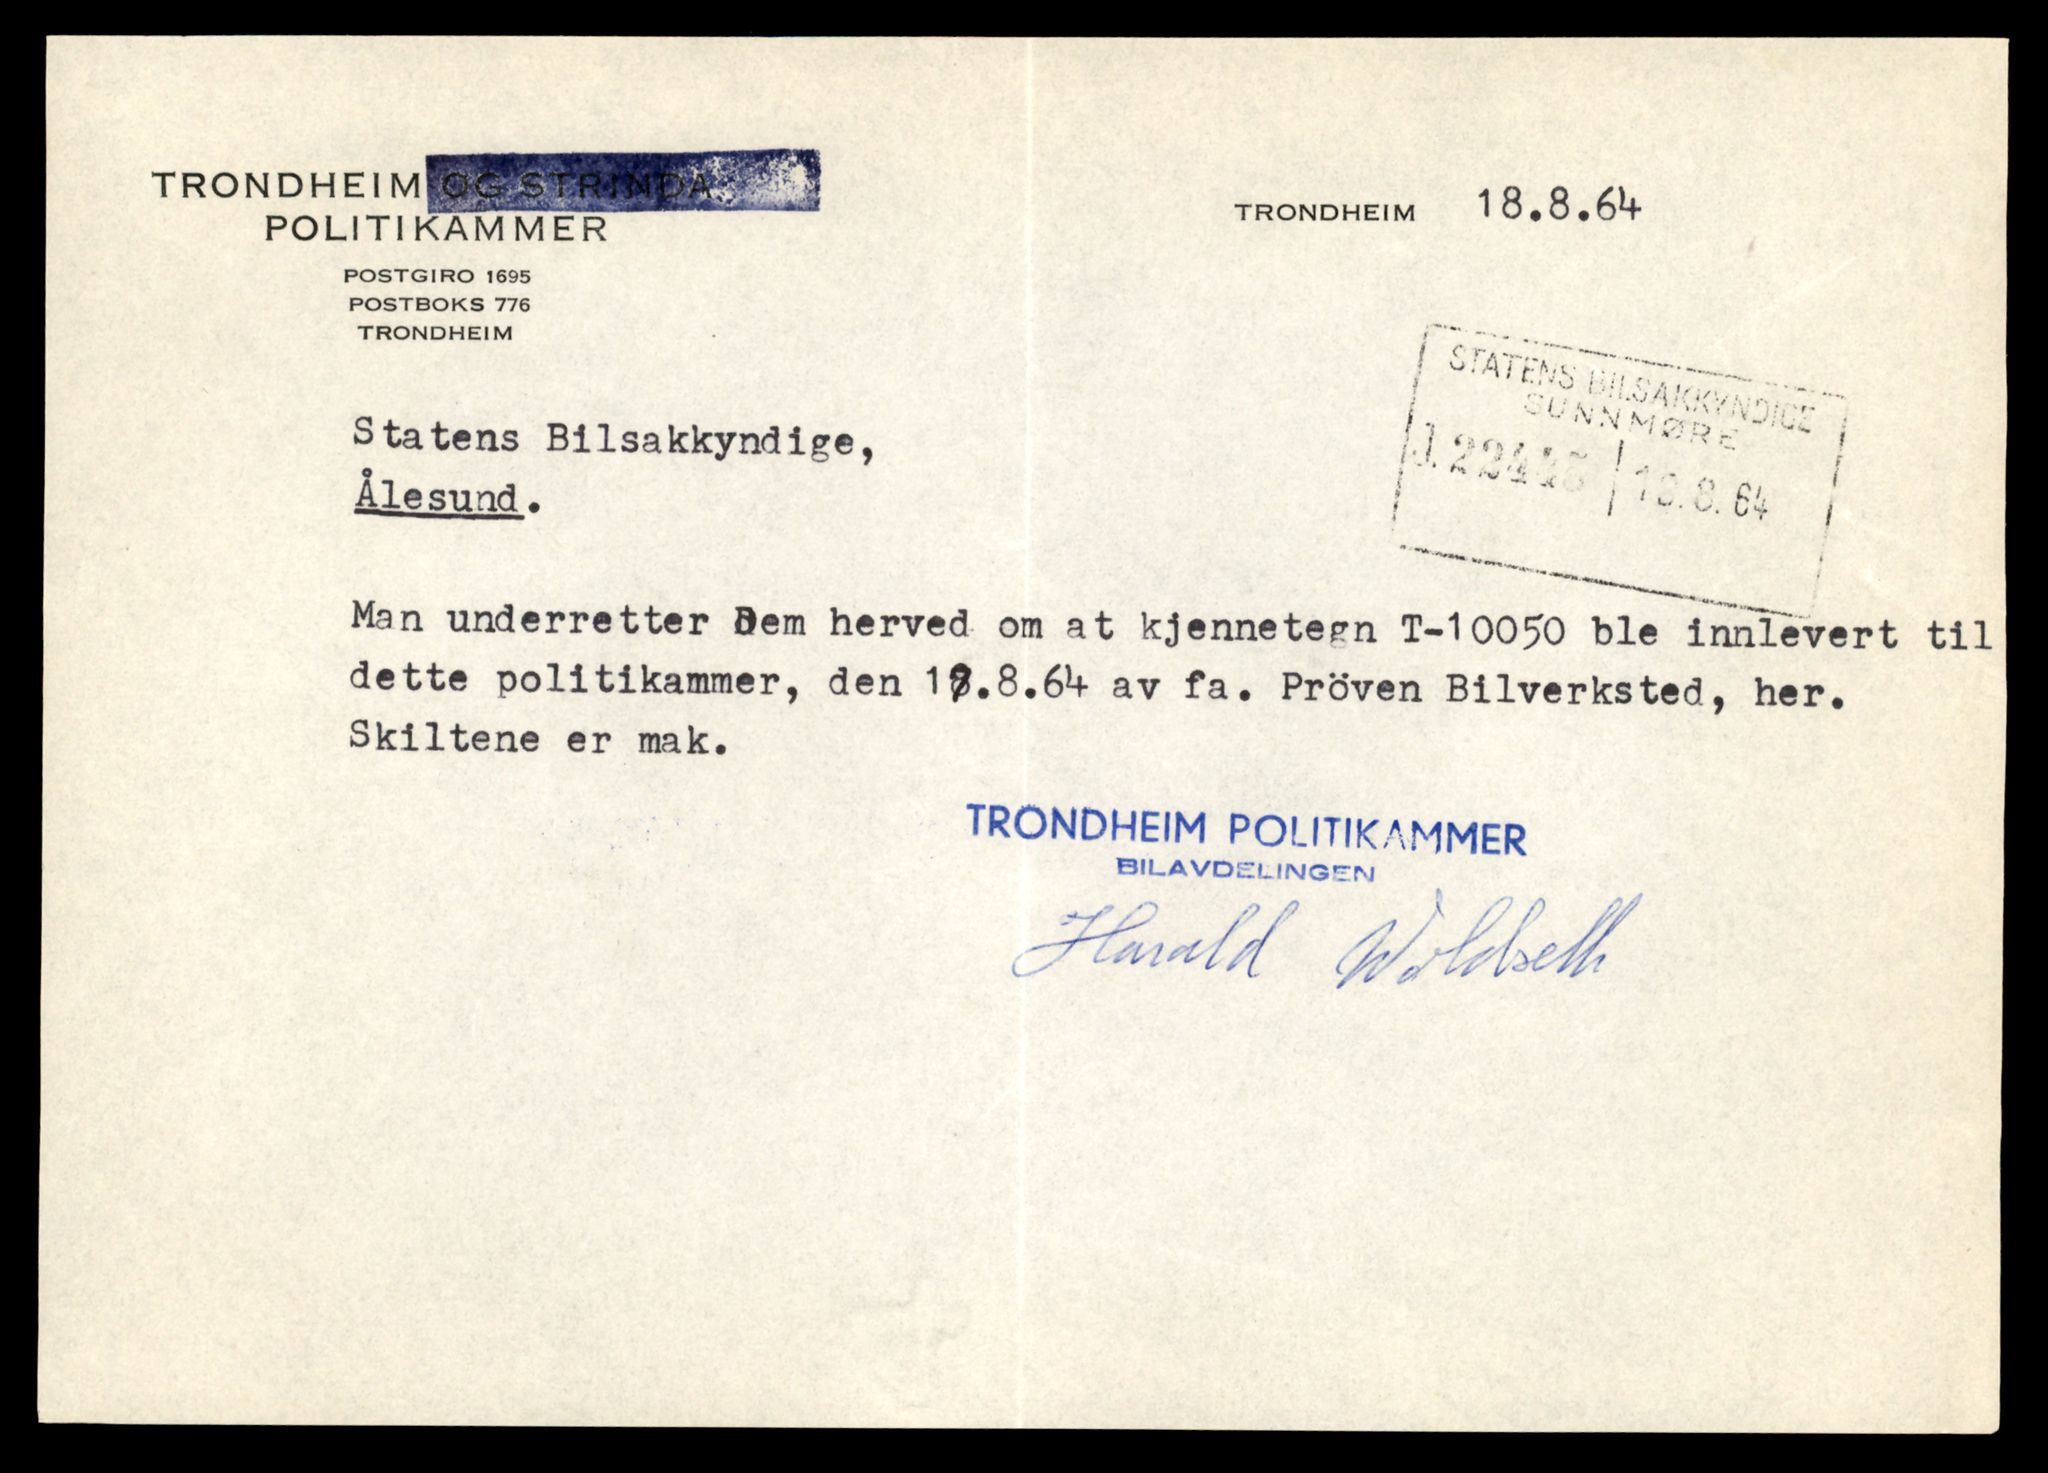 TRONDHEIM OG STRINDA
POLITIKAMMER
POSTGIRO 1695
POSTBOKS 776
TRONDHEIM
TRONDHEIM 18.8.64
STATENS BILSAKKYNDIGE
SUNNMØRE
J. 8.64
Statens Bilsakkyndige,
Ålesund.
Man underretter Dem herved om at kjennetegn T-10050 ble innlevert til
dette politikammer, den .8.64 av fa. Pröven Bilverksted, her.
Skiltene er mak.
TRONDHEIM POLITIKAMMER
BILAVDELINGEN
Harald